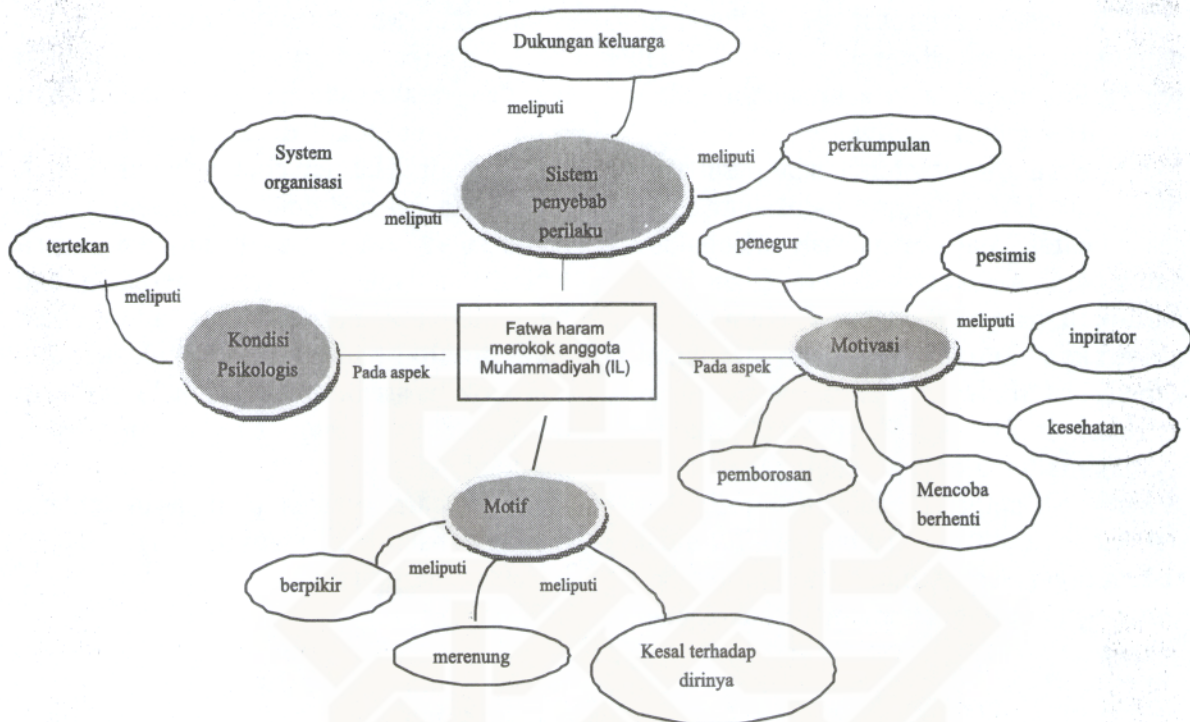 Dukungan keluarga
meliputi
System
organisasi
meliputi
Sistem
penyebab
perilaku
meliputi
perkumpulan
tertekan
meliputi
Kondisi
Psikologis
Pada aspek
Fatwa haram
merokok anggota
Muhammadiyah (IL)
Pada aspek
Motivasi
penegur
pesimis
meliputi
inpirator
kesehatan
Mencoba
berhenti
pemborosan
Motif
meliputi
meliputi
berpikir
merenung
Kesal terhadap
dirinya